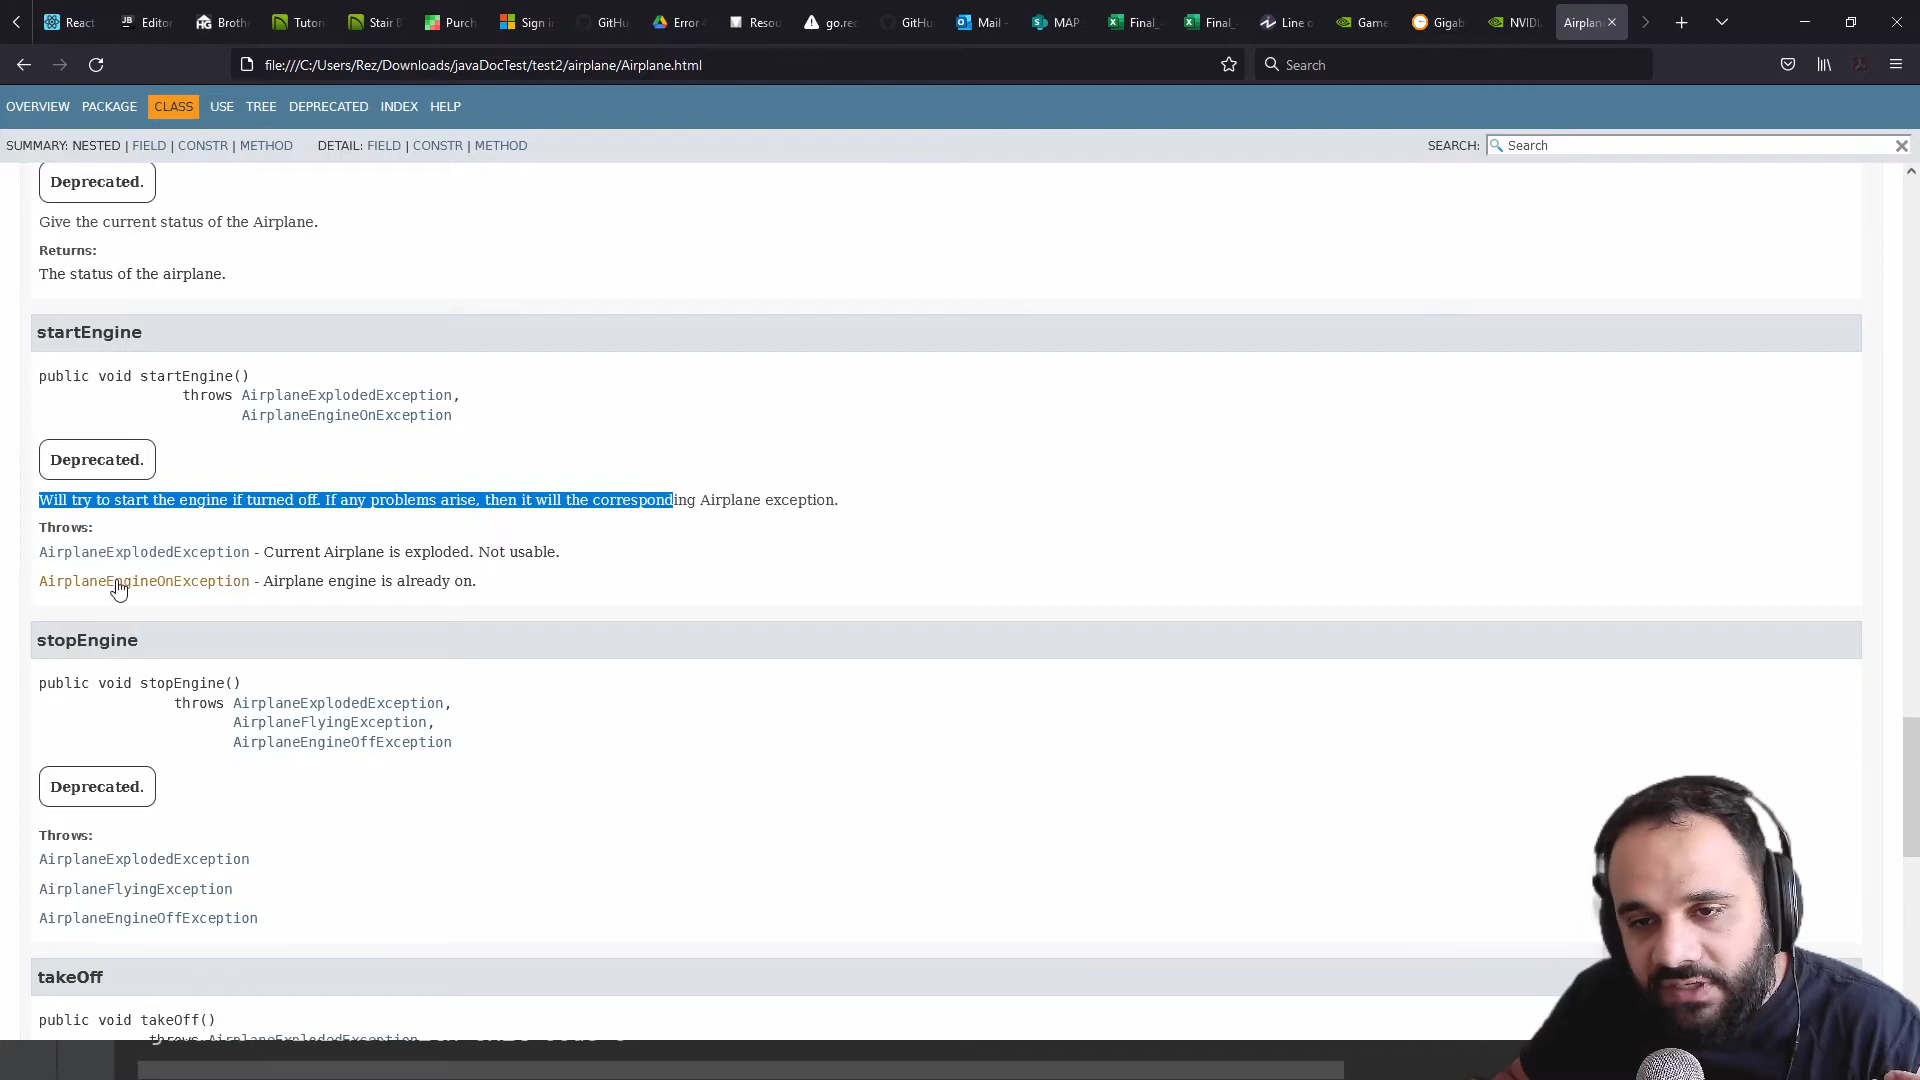 React
Editor
Broth
Tutori
Stair B
Purch
Sign in
GitHu
Error -
Resou
go.rec
GitHu
Mail -
MAP -
Final_
Final_
Line o
Game
Gigab
NVIDI
Airplan
file:///C:/Users/Rez/Downloads/javaDocTest/test2/airplane/Airplane.html
Search
OVERVIEW PACKAGE CLASS USE TREE DEPRECATED INDEX HELP
SUMMARY: NESTED | FIELD | CONSTR | METHOD DETAIL: FIELD | CONSTR | METHOD
SEARCH: Search
Deprecated.
Give the current status of the Airplane.
Returns:
The status of the airplane.
startEngine
public void startEngine()
throws AirplaneExplodedException,
AirplaneEngineOnException
Deprecated.
Will try to start the engine if turned off. If any problems arise, then it will the corresponding Airplane exception.
Throws:
AirplaneExplodedException - Current Airplane is exploded. Not usable.
AirplaneEngineOnException - Airplane engine is already on.
stopEngine
public void stopEngine()
throws AirplaneExplodedException,
AirplaneFlyingException,
AirplaneEngineOffException
Deprecated.
Throws:
AirplaneExplodedException
AirplaneFlyingException
AirplaneEngineOffException
takeOff
public void takeOff()
throws AirplaneExplodedException